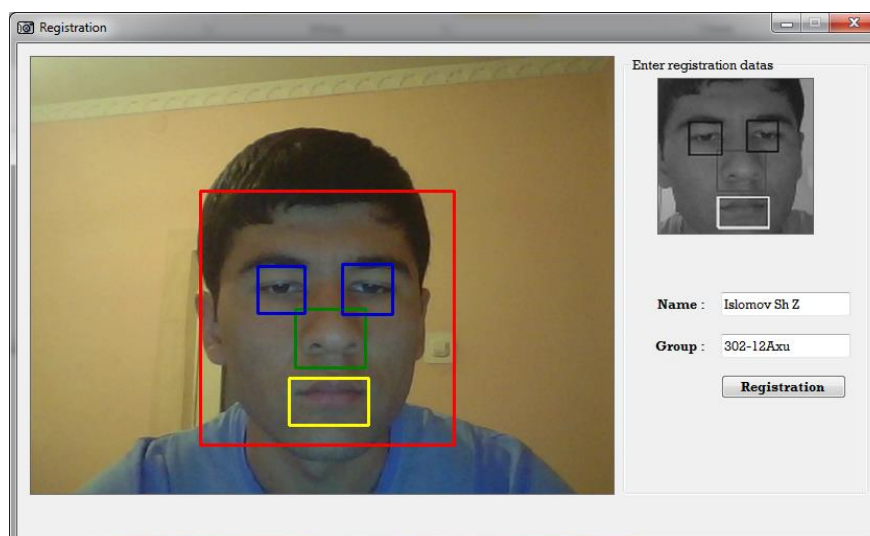 Registration
Enter registration datas
Name : Islomov Sh Z
Group : 302-12Axu
Registration